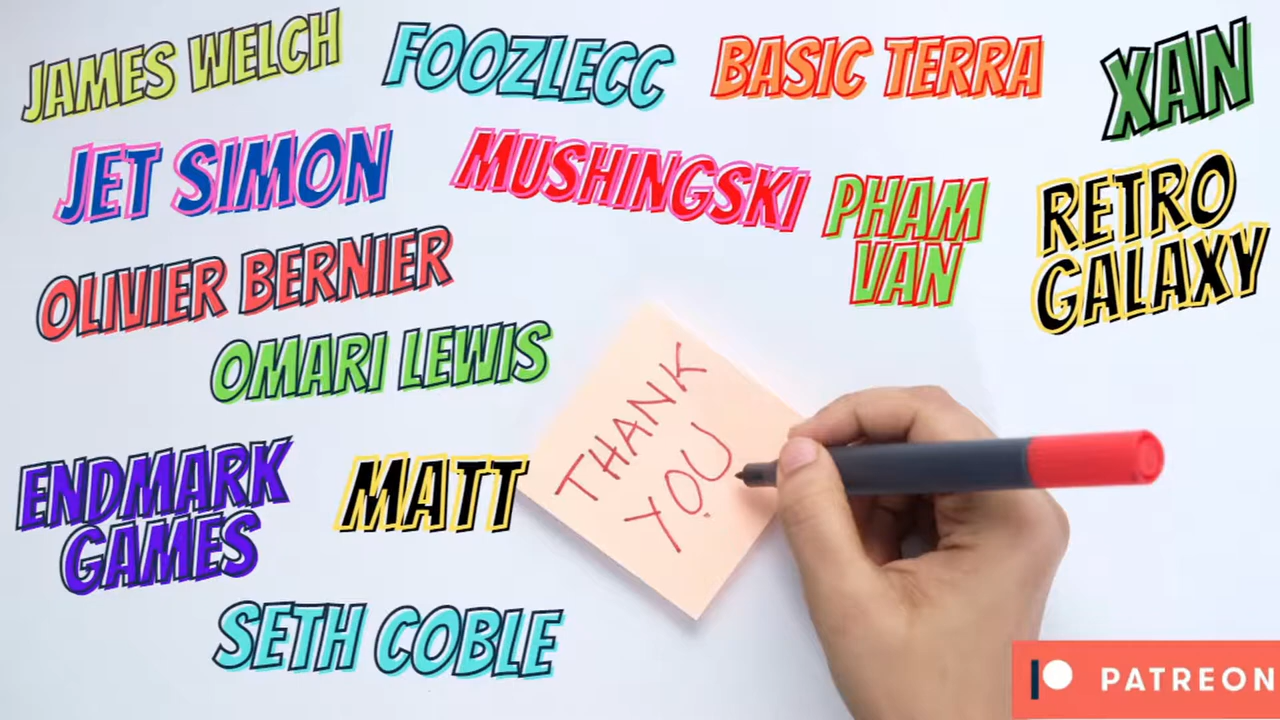 JAMES WELCH
FOOZLECC
BASIC TERRA
XAN
JET SIMON
MUSHINGSKI
PHAM
VAN
RETRO
GALAXY
OLIVIER BERNIER
OMARI LEWIS
THANK
YOU
ENDMARK
GAMES
MATT
SETH COBLE
PATREON